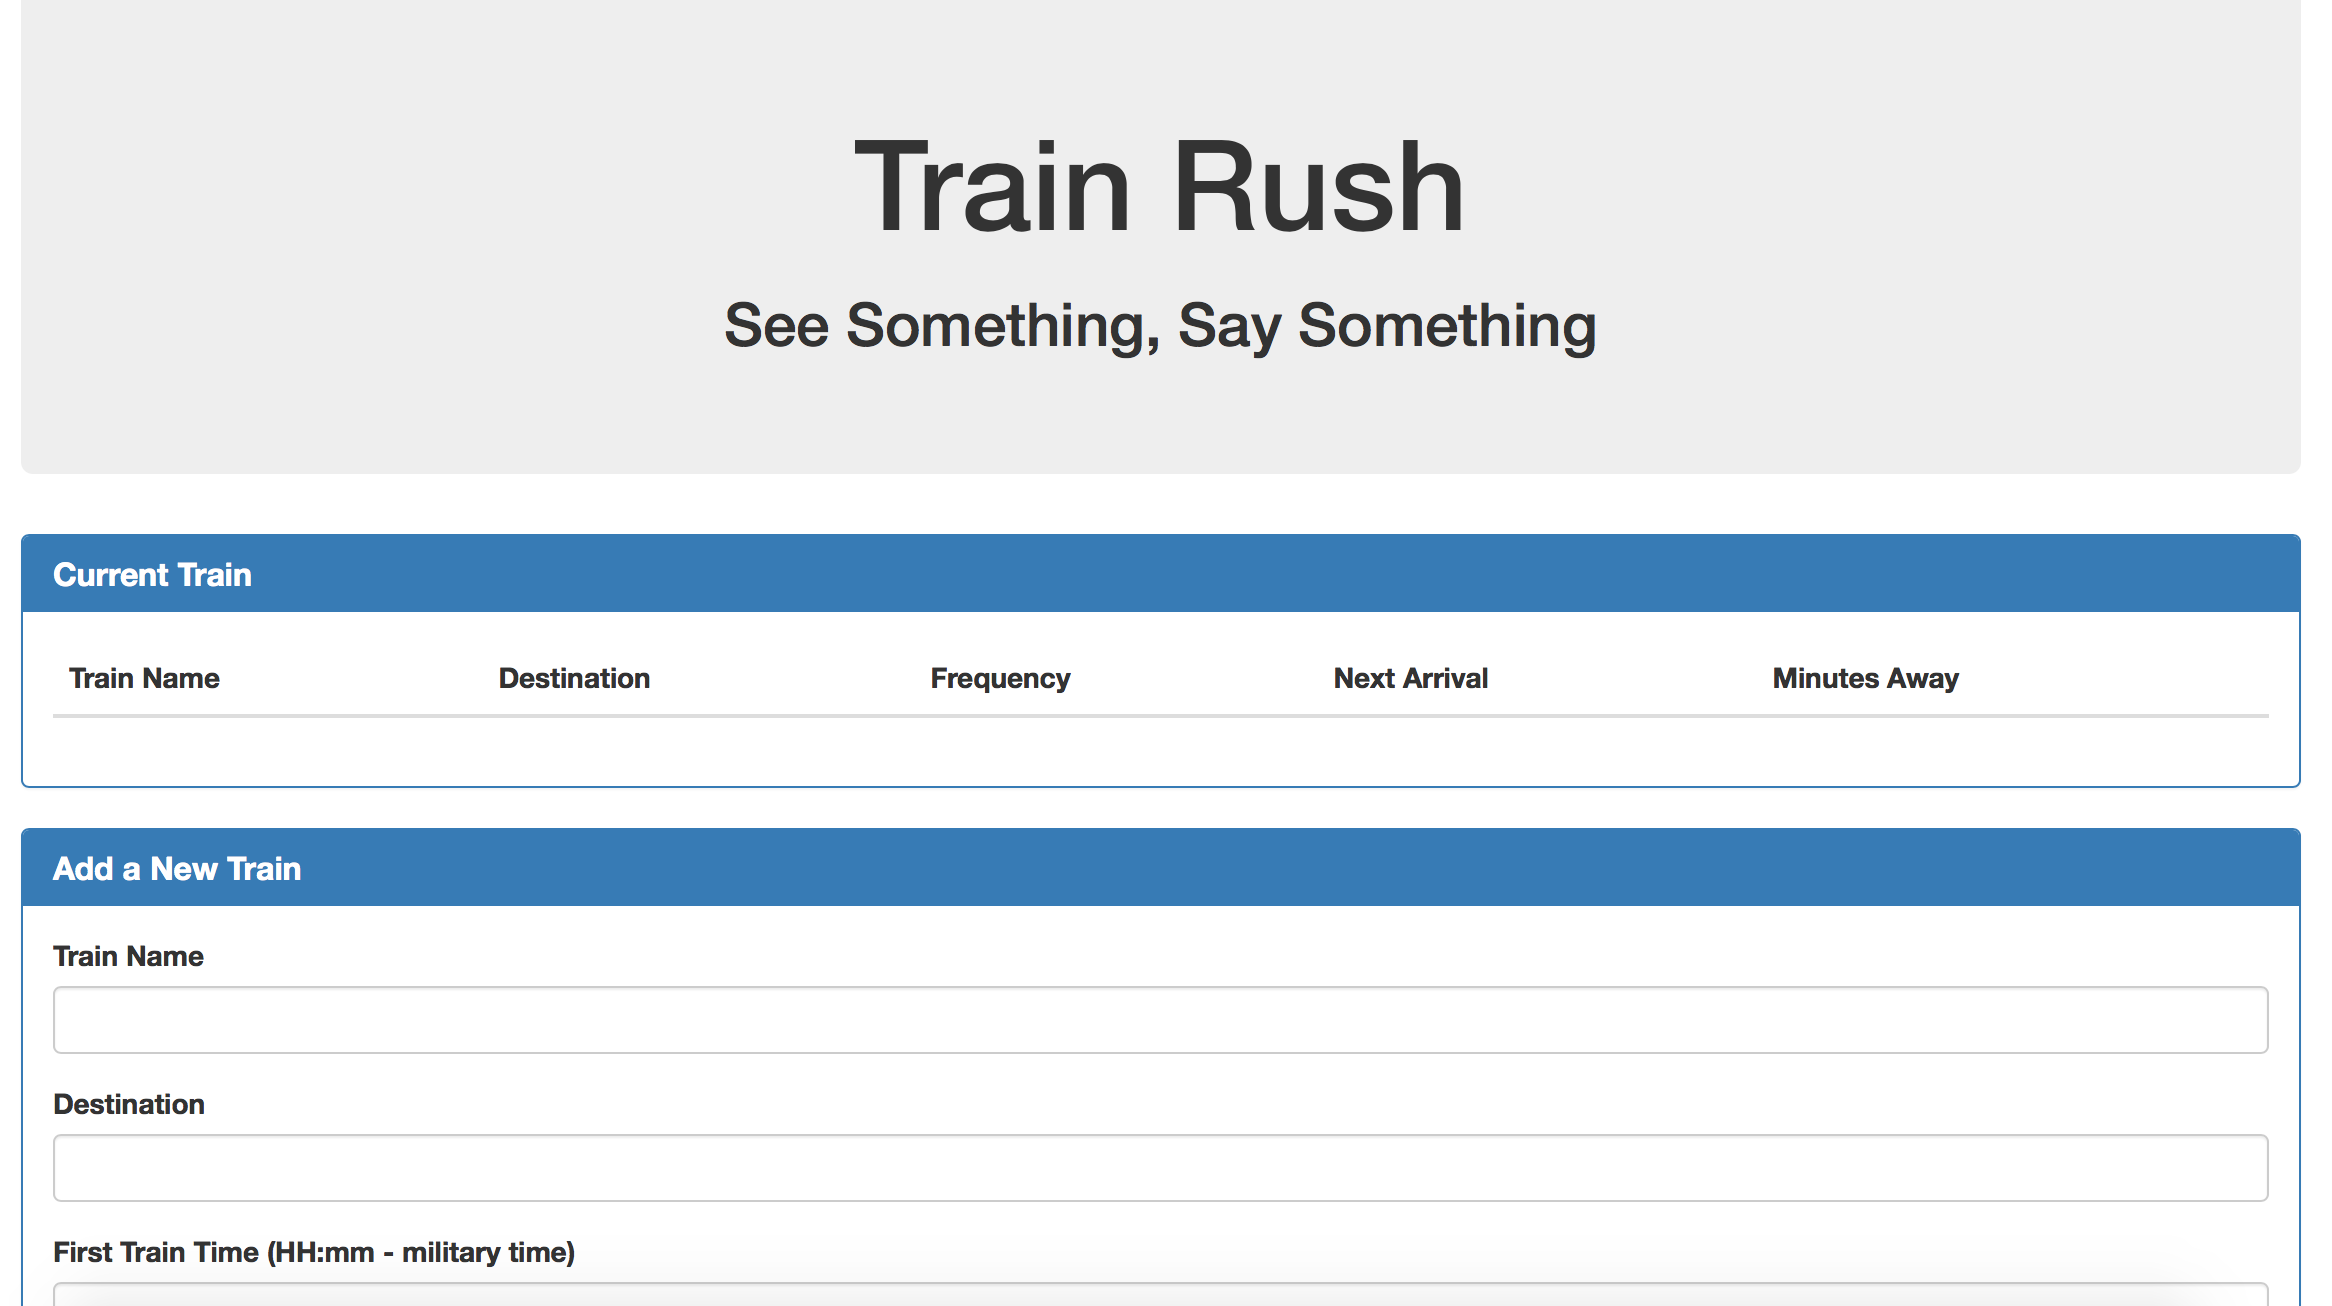 Train Rush
See Something, Say Something
Current Train
Train Name Destination Frequency Next Arrival Minutes Away
Add a New Train
Train Name
Destination
First Train Time (HH:mm - military time)